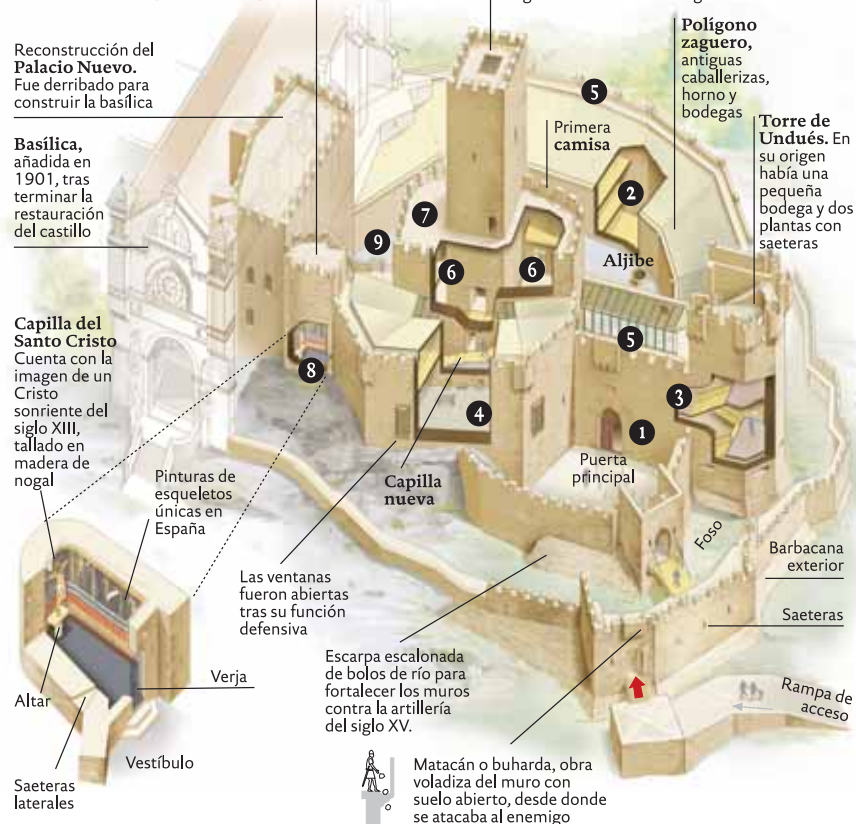 Reconstrucción del
Palacio Nuevo.
Fue derribado para
construir la basílica
Basílica,
añadida en
1901, tras
terminar la
restauración
del castillo
Capilla del
Santo Cristo
Cuenta con la
imagen de un
Cristo
sonriente del
siglo XIII,
tallado en
madera de
nogal
Pinturas de
esqueletos
únicas en
España
Altar
Saeteras
laterales
Vestíbulo
Verja
Las ventanas
fueron abiertas
tras su función
defensiva
Capilla
nueva
Escarpa escalonada
de bolos de río para
fortalecer los muros
contra la artillería
del siglo XV.
Matacán o buharda, obra
voladiza del muro con
suelo abierto, desde donde
se atacaba al enemigo
Primera
camisa
Polígono
zaguero,
antiguas
caballerizas,
horno y
bodegas
Torre de
Undués. En
su origen
había una
pequeña
bodega y dos
plantas con
saeteras
Aljibe
Puerta
principal
Foso
Barbacana
exterior
Saeteras
Rampa de
acceso
5
2
7
9
6
6
5
8
3
4
1